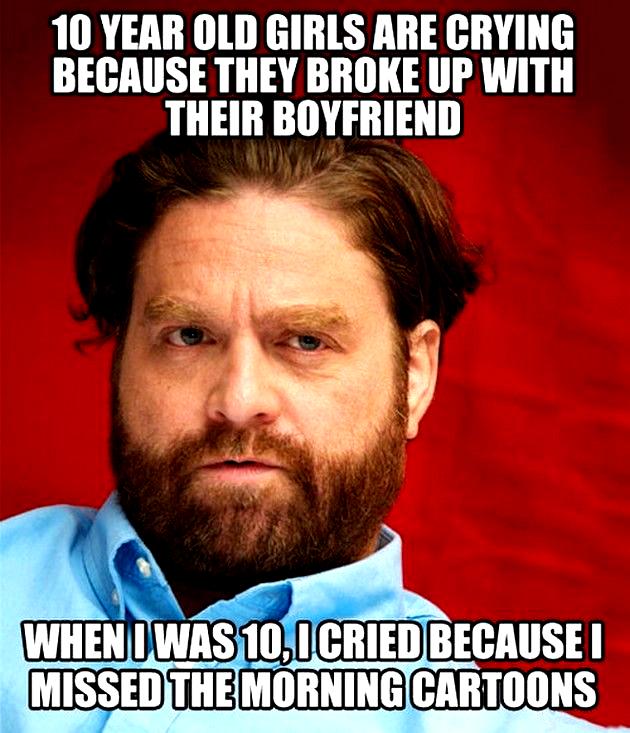 10 YEAR OLD GIRLS ARE CRYING
BECAUSE THEY BROKE UP WITH
THEIR BOYFRIEND
WHEN I WAS 10, I CRIED BECAUSE I
MISSED THE MORNING CARTOONS